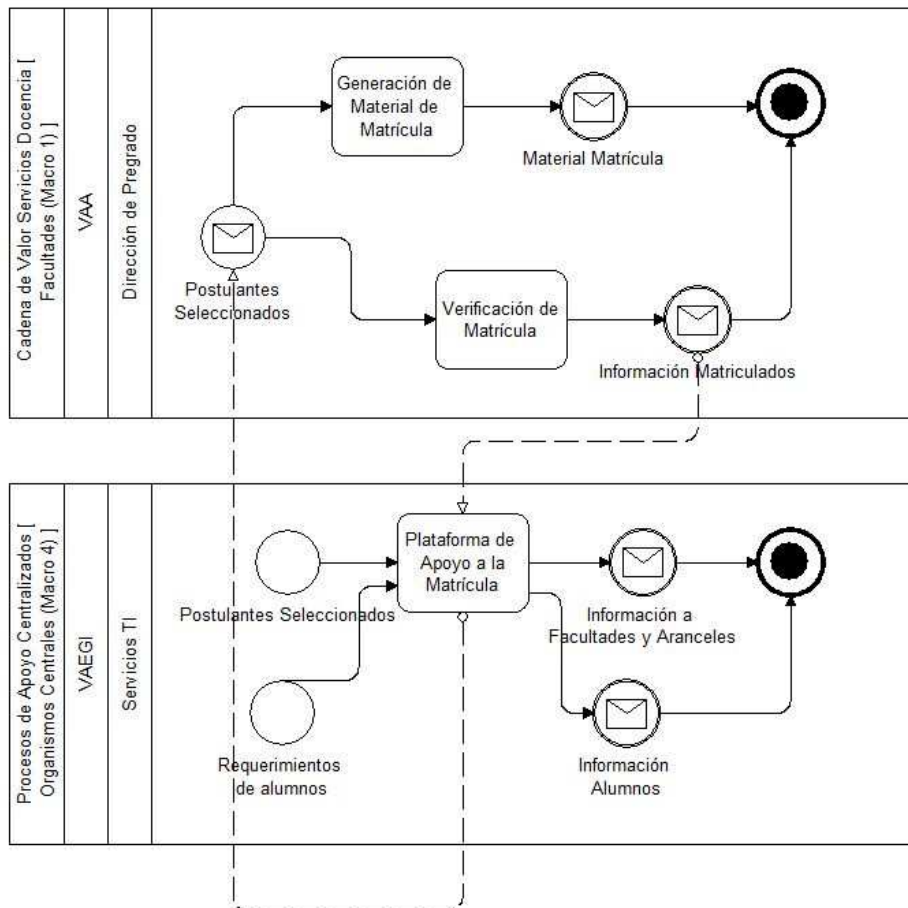 Cadena de Valor Servicios Docencia [
Facultades (Macro 1) ]
VAA
Dirección de Pregrado
Generación de
Material de
Matrícula
Material Matrícula
Postulantes
Seleccionados
Verificación de
Matrícula
Información Matriculados
Procesos de Apoyo Centralizados [
Organismos Centrales (Macro 4) ]
VAEGI
Servicios TI
Postulantes Seleccionados
Plataforma de
Apoyo a la
Matrícula
Información a
Facultades y Aranceles
Requerimientos
de alumnos
Información
Alumnos